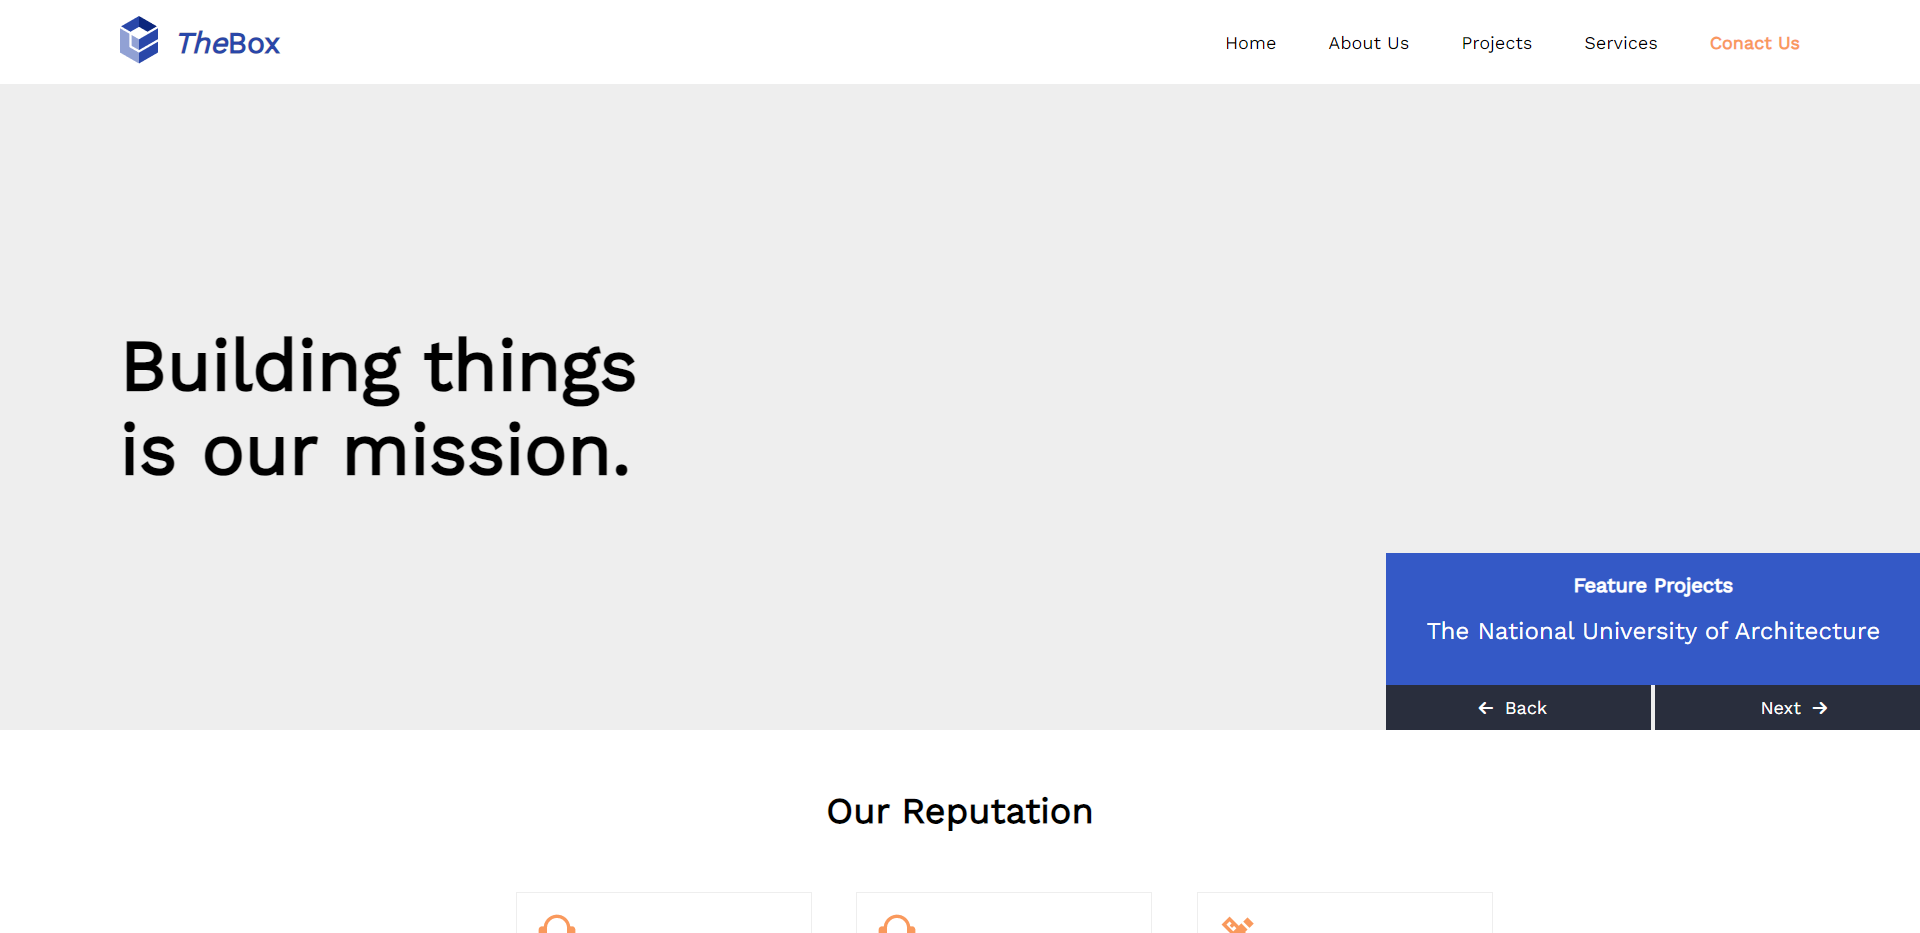 TheBox
Home
About Us
Projects
Services
Conact Us
Building things
is our mission.
Feature Projects
The National University of Architecture
Back
Next
Our Reputation